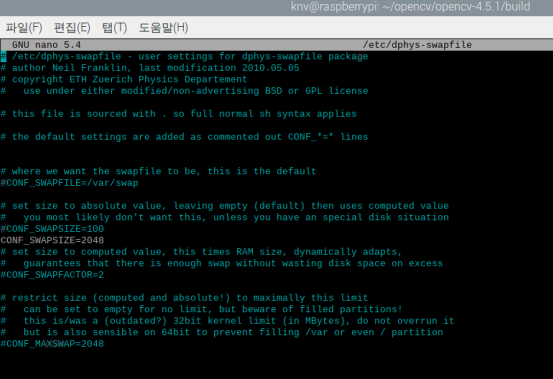 knv@raspberrypi: ~/opencv/opencv-4.5.1/build
파일(F) 편집(E) 탭(T) 도움말(H)
GNU nano 5.4 /etc/dphys-swapfile
# /etc/dphys-swapfile - user settings for dphys-swapfile package
# author Neil Franklin, last modification 2010.05.05
# copyright ETH Zuerich Physics Departement
#   use under either modified/non-advertising BSD or GPL license
# this file is sourced with . so full normal sh syntax applies
# the default settings are added as commented out CONF_*=* lines
# where we want the swapfile to be, this is the default
#CONF_SWAPFILE=/var/swap
# set size to absolute value, leaving empty (default) then uses computed value
#   you most likely don't want this, unless you have an special disk situation
#CONF_SWAPSIZE=100
CONF_SWAPSIZE=2048
# set size to computed value, this times RAM size, dynamically adapts,
#   guarantees that there is enough swap without wasting disk space on excess
#CONF_SWAPFACTOR=2
# restrict size (computed and absolute!) to maximally this limit
#   can be set to empty for no limit, but beware of filled partitions!
#   this is/was a (outdated?) 32bit kernel limit (in MBytes), do not overrun it
#   but is also sensible on 64bit to prevent filling /var or even / partition
#CONF_MAXSWAP=2048